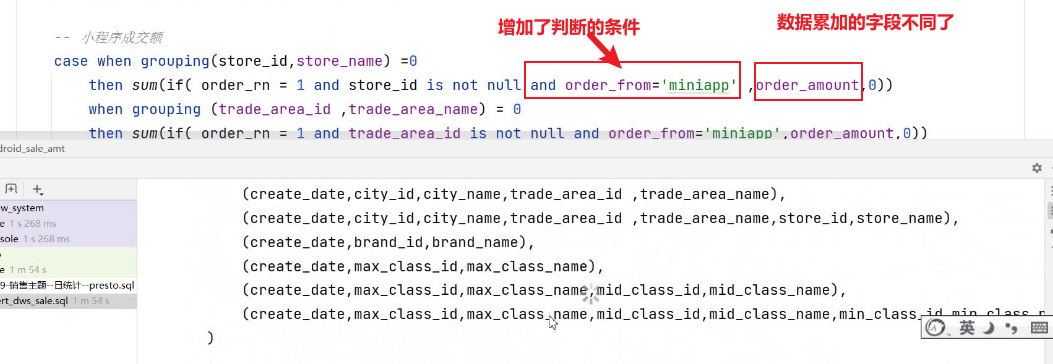 增加了判断的条件
数据累加的字段不同了
-- 小程序成交额
case when grouping(store_id,store_name) =0
then sum(if( order_rn = 1 and store_id is not null and order_from='miniapp' ,order_amount,0))
when grouping (trade_area_id ,trade_area_name) = 0
then sum(if( order_rn = 1 and trade_area_id is not null and order_from='miniapp',order_amount,0))
droid_sale_amt
(create_date,city_id,city_name,trade_area_id ,trade_area_name),
w_system
(create_date,city_id,city_name,trade_area_id ,trade_area_name,store_id,store_name),
e 1 s 268 ms
sole 1 s 268 ms
(create_date,brand_id,brand_name),
(create_date,max_class_id,max_class_name),
e 1 m 54 s
9-销售主题--日统计--presto.sql
(create_date,max_class_id,max_class_name,mid_class_id,mid_class_name),
ert_dws_sale.sql 1 m 54 s
(create_date,max_class_id,max_class_name,mid_class_id,mid_class_name,min_class_id,min_class_n
)
英